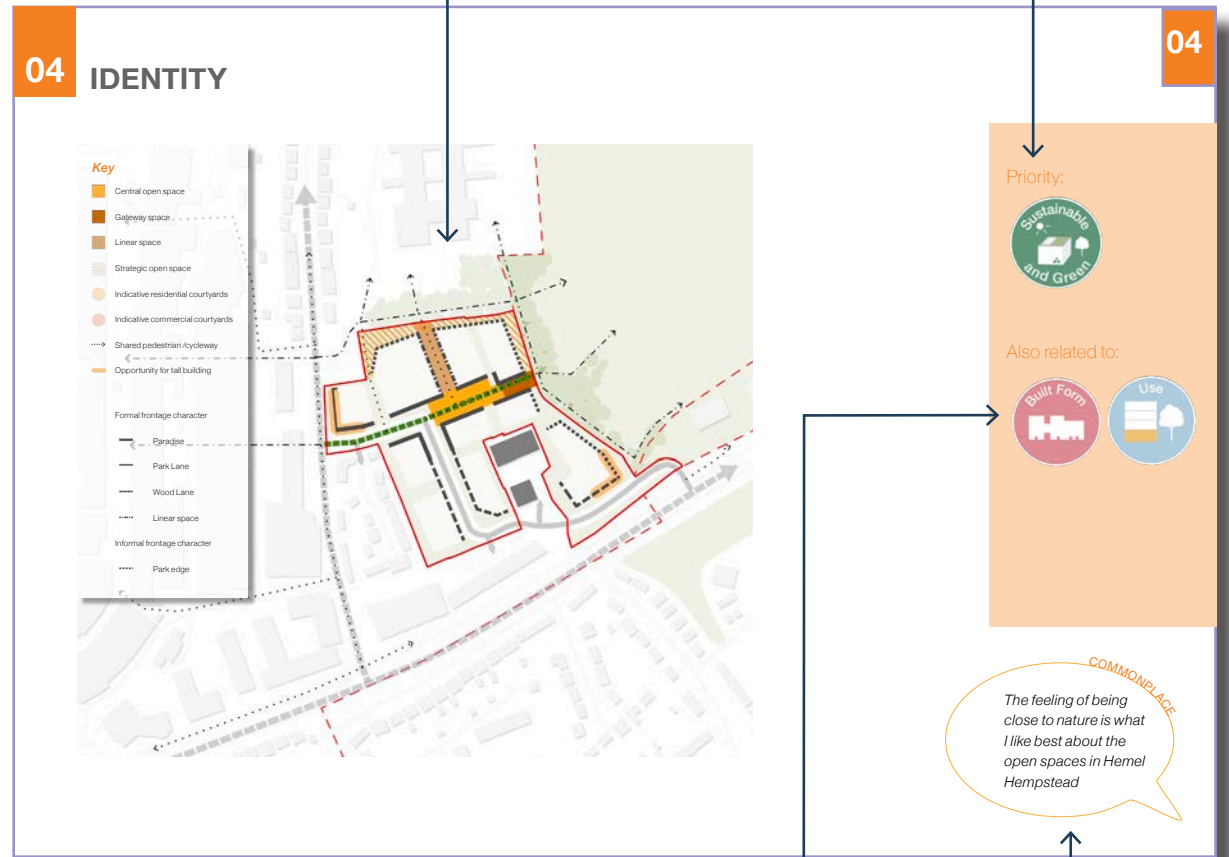 04
IDENTITY
04
Key
Central open space
Gateway space
Linear space
Strategic open space
Indicative residential courtyards
Indicative commercial courtyards
Shared pedestrian /cycleway
Opportunity for tall building
Formal frontage character
Paradise
Park Lane
Wood Lane
Linear space
Informal frontage character
Park edge
Priority:
Sustainable
and Green
Also related to:
Built Form
Use
COMMONPLACE
The feeling of being
close to nature is what
I like best about the
open spaces in Hemel
Hempstead